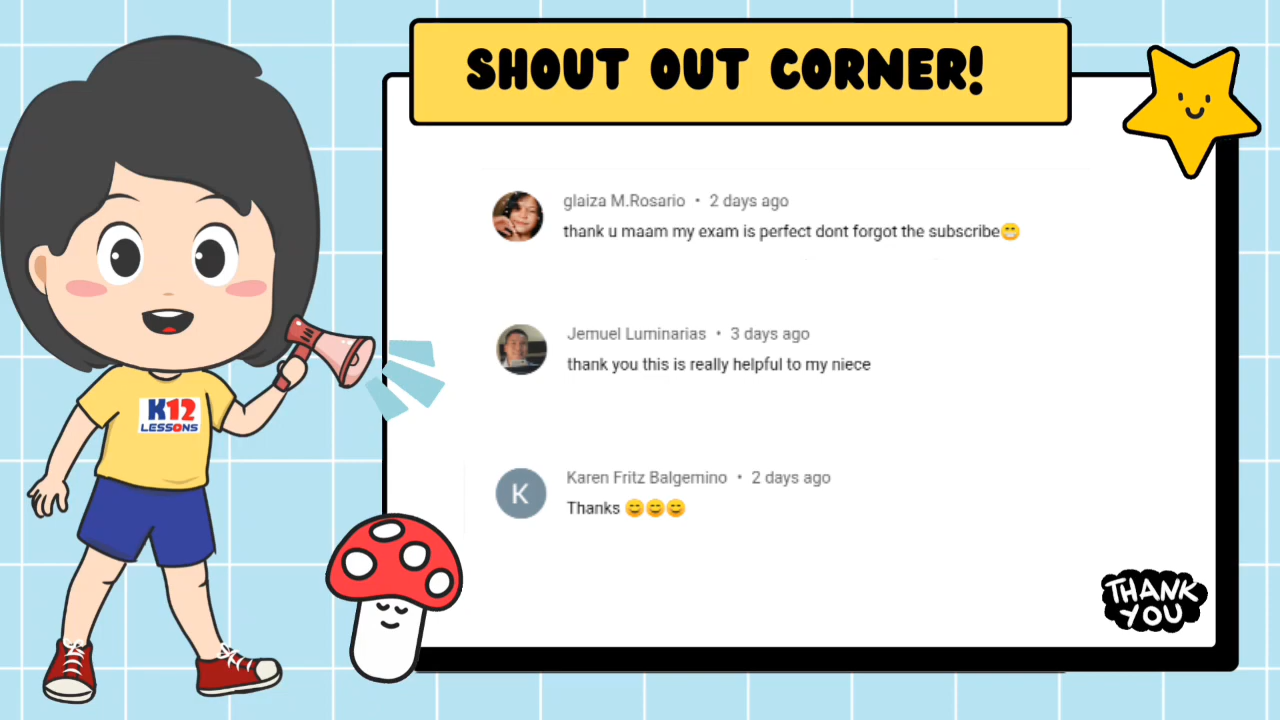 SHOUT OUT CORNER!
glaiza M.Rosario • 2 days ago
thank u maam my exam is perfect dont forgot the subscribe😁
Jemuel Luminarias • 3 days ago
thank you this is really helpful to my niece
K12
LESSONS
K
Karen Fritz Balgemino • 2 days ago
Thanks 😊😊😊
THANK
YOU